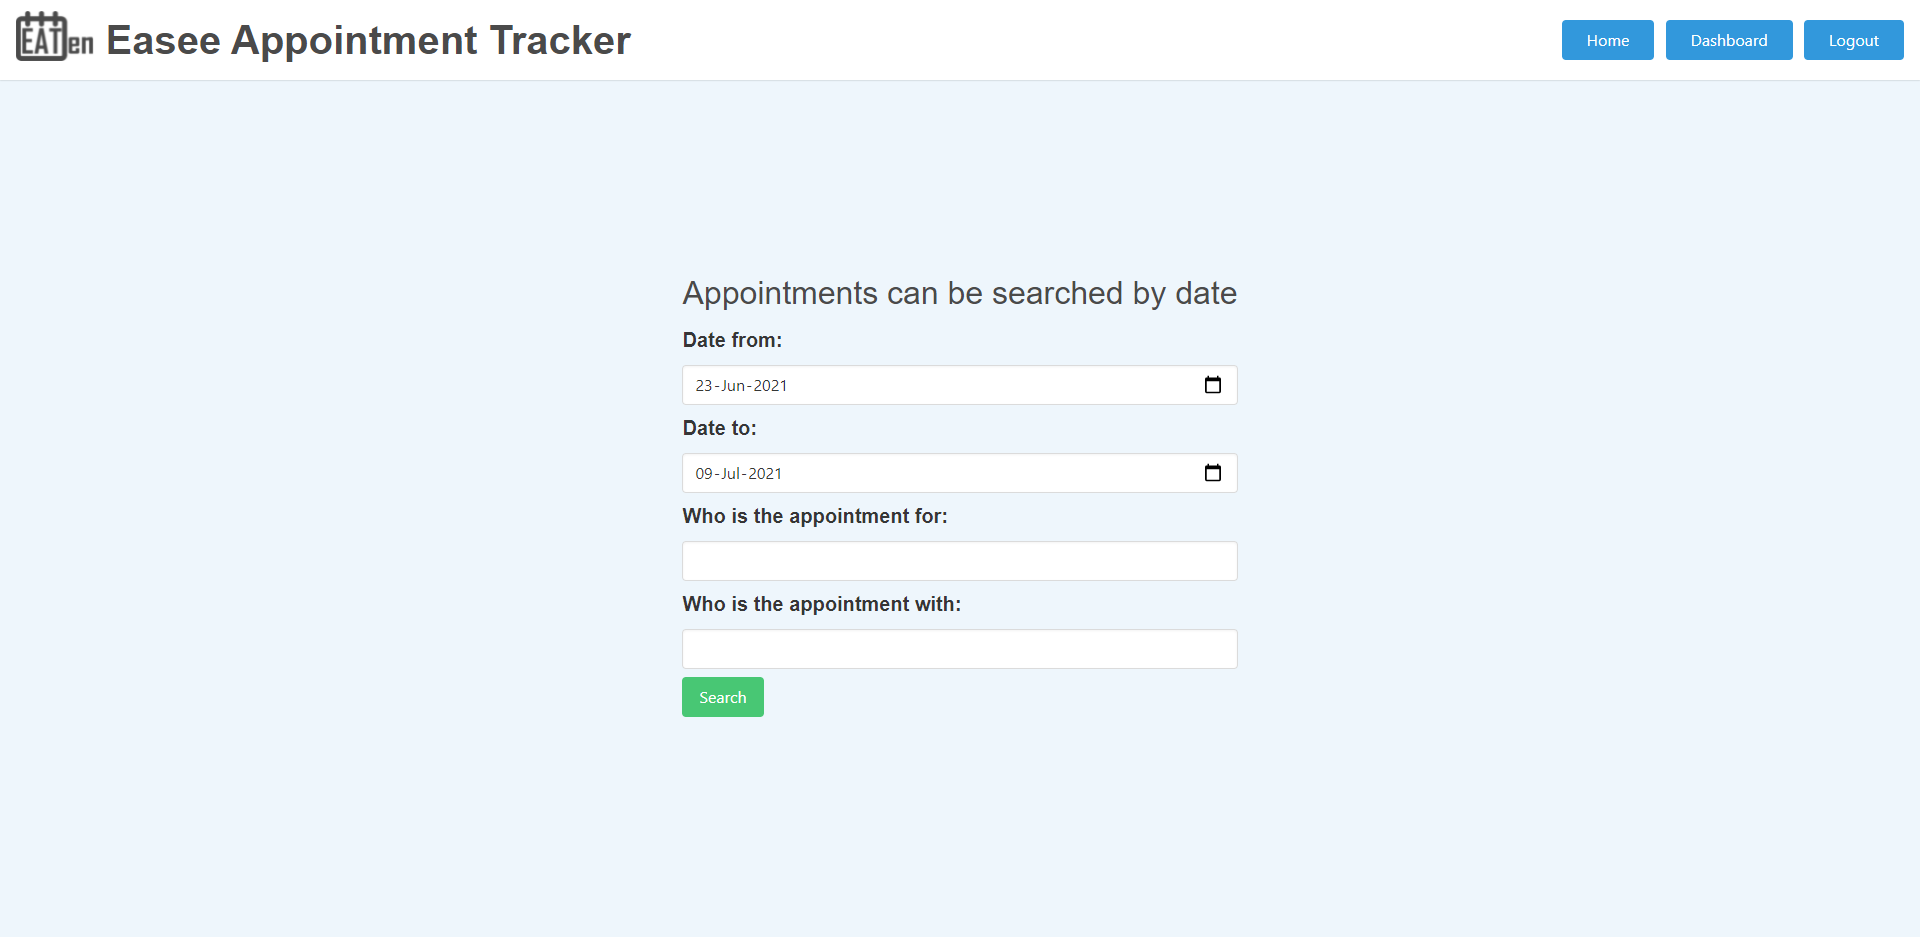 EATen Easee Appointment Tracker Home Dashboard Logout
Appointments can be searched by date
Date from:
23-Jun-2021
Date to:
09-Jul-2021
Who is the appointment for:
Who is the appointment with:
Search